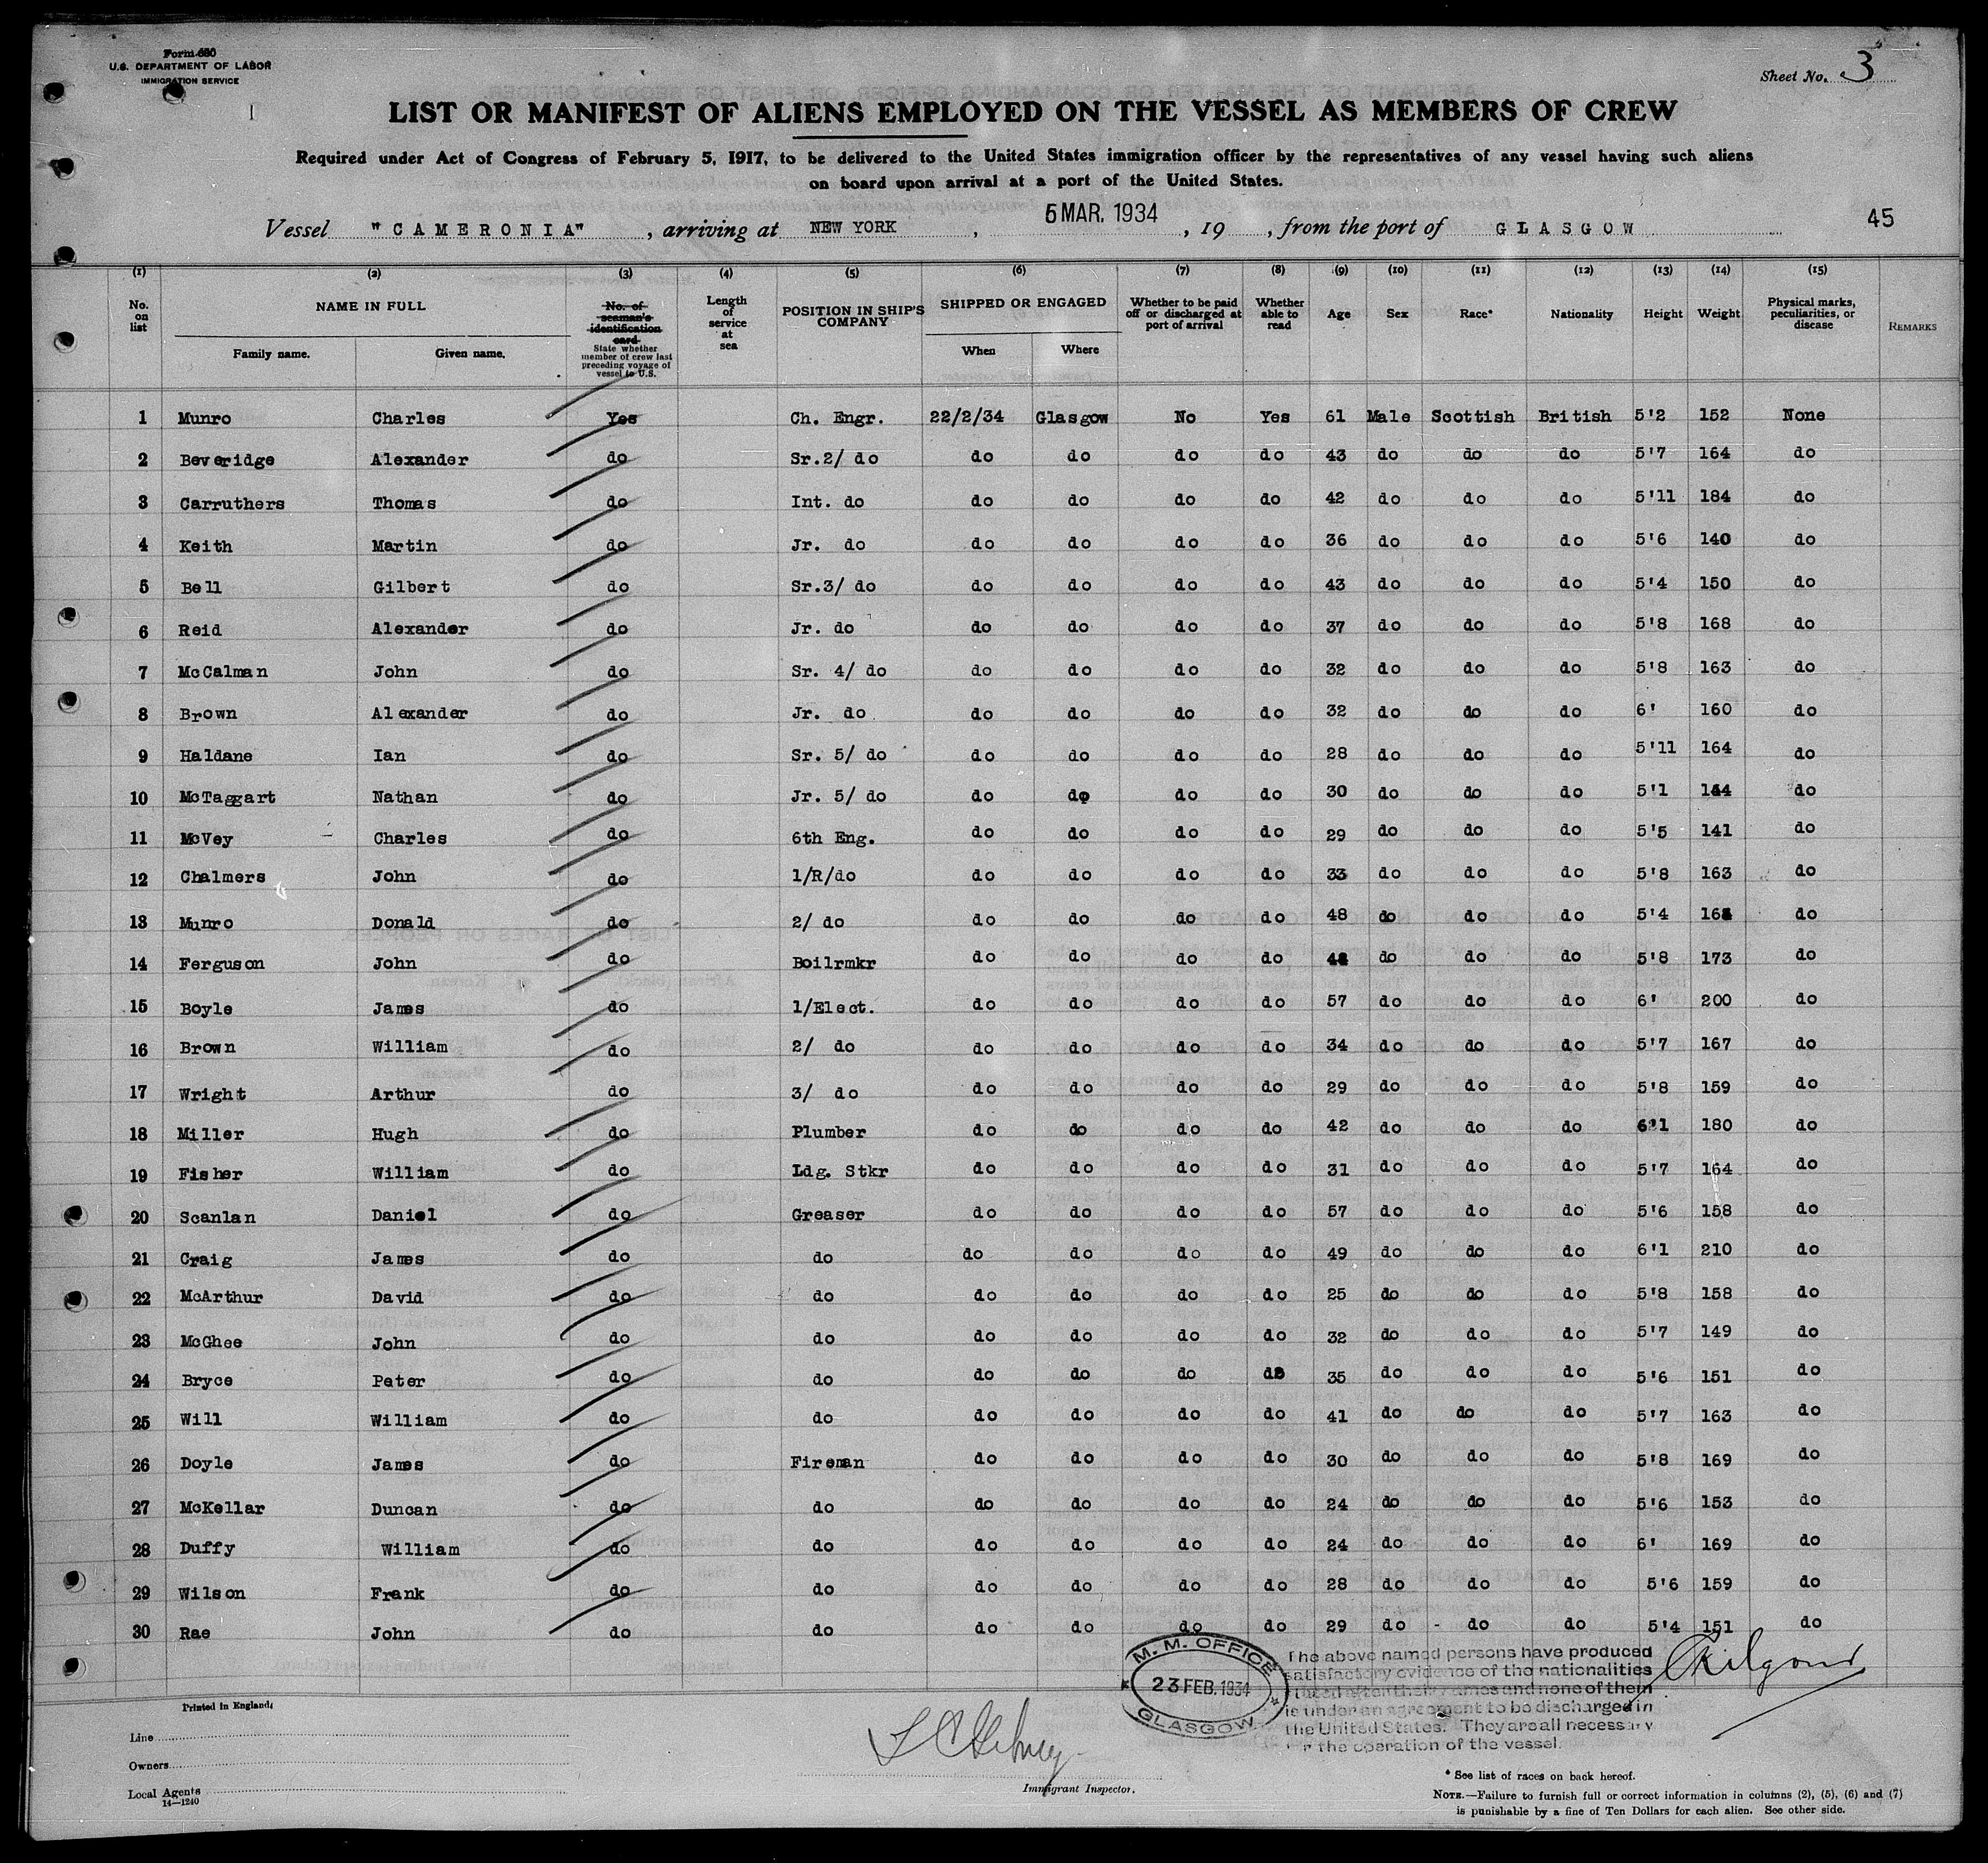 Form 680
U.S. DEPARTMENT OF LABOR
IMMIGRATION SERVICE
Sheet No. 3
LIST OR MANIFEST OF ALIENS EMPLOYED ON THE VESSEL AS MEMBERS OF CREW
Required under Act of Congress of February 5, 1917, to be delivered to the United States immigration officer by the representatives of any vessel having such aliens
on board upon arrival at a port of the United States.
Vessel "CAMERONIA", arriving at NEW YORK, 5 MAR. 1934, 19 , from the port of GLASGOW 45
(1) (2) (3) (4) (5) (6) (7) (8) (9) (10) (11) (12) (13) (14) (15)
No. on list NAME IN FULL Family name. Given name. No. of seaman's identification card State whether member of crew last preceding voyage of vessel to U.S. Length of service at sea POSITION IN SHIP'S COMPANY SHIPPED OR ENGAGED When Where Whether to be paid off or discharged at port of arrival Whether able to read Age Sex Race* Nationality Height Weight Physical marks, peculiarities, or disease REMARKS
1 Munro Charles Yes Ch. Engr. 22/2/34 Glasgow No Yes 61 Male Scottish British 5'2 152 None
2 Beveridge Alexander do Sr.2/ do do do do do 43 do do do 5'7 164 do
3 Carruthers Thomas do Int. do do do do do 42 do do do 5'11 184 do
4 Keith Martin do Jr. do do do do do 36 do do do 5'6 140 do
5 Bell Gilbert do Sr.3/ do do do do do 43 do do do 5'4 150 do
6 Reid Alexander do Jr. do do do do do 37 do do do 5'8 168 do
7 McCalman John do Sr. 4/ do do do do do 32 do do do 5'8 163 do
8 Brown Alexander do Jr. do do do do do 32 do do do 6' 160 do
9 Haldane Ian do Sr. 5/ do do do do do 28 do do do 5'11 164 do
10 McTaggart Nathan do Jr. 5/ do do do do do 30 do do do 5'1 144 do
11 McVey Charles do 6th Eng. do do do do 29 do do do 5'5 141 do
12 Chalmers John do 1/R/do do do do do 33 do do do 5'8 163 do
13 Munro Donald do 2/ do do do do do 48 do do do 5'4 do
14 Ferguson John do Boilrmkr do do do do do do do 5'8 173 do
15 Boyle James do 1/Elect. do do do do 57 do do do 6' 200 do
16 Brown William do 2/ do do do do do 34 do do do 5'7 167 do
17 Wright Arthur do 3/ do do do do do 29 do do do 5'8 159 do
18 Miller Hugh do Plumber do do do do 42 do do do 6'1 180 do
19 Fisher William do Ldg. Stkr do do do do 31 do do do 5'7 164 do
20 Scanlan Daniel do Greaser do do do do 57 do do do 5'6 158 do
21 Craig James do do do do do do 49 do do do 6'1 210 do
22 McArthur David do do do do do do 25 do do do 5'8 158 do
23 McGhee John do do do do do do 32 do do do 5'7 149 do
24 Bryce Peter do do do do do do 35 do do do 5'6 151 do
25 Will William do do do do do do 41 do do do 5'7 163 do
26 Doyle James do Fireman do do do do 30 do do do 5'8 169 do
27 McKellar Duncan do do do do do do 24 do do do 5'6 153 do
28 Duffy William do do do do do do 24 do do do 6' 169 do
29 Wilson Frank do do do do do do 28 do do do 5'6 159 do
30 Rae John do do do do do do 29 do - do do 5'4 151 do
M. M. OFFICE
23 FEB. 1934
GLASGOW
The above named persons have produced
satisfactory evidence of the nationalities
stated after their names and none of them
is under an agreement to be discharged in
the United States. They are all necessary
for the operation of the vessel.
Printed in England.
Line
Owners
Local Agents
14—1240
Immigrant Inspector.
* See list of races on back hereof.
NOTE.—Failure to furnish full or correct information in columns (2), (5), (6) and (7)
is punishable by a fine of Ten Dollars for each alien. See other side.